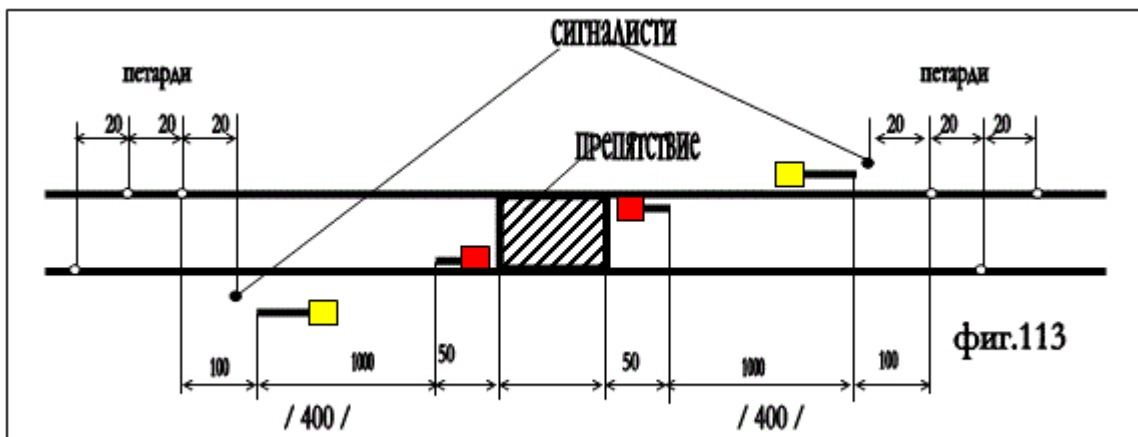 СИГНАЛИСТИ
петарди
петарди
20 20 20
20 20 20
ПРЕПЯТСТВИЕ
фиг.113
100 1000 50 50 1000 100
/ 400 / / 400 /